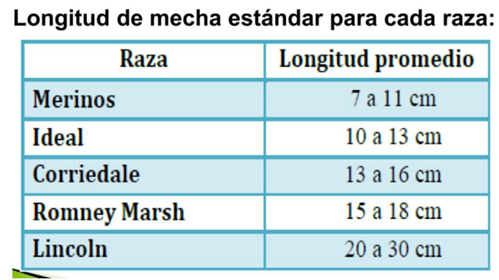 Longitud de mecha estándar para cada raza:
Raza Longitud promedio
Merinos 7 a 11 cm
Ideal 10 a 13 cm
Corriedale 13 a 16 cm
Romney Marsh 15 a 18 cm
Lincoln 20 a 30 cm